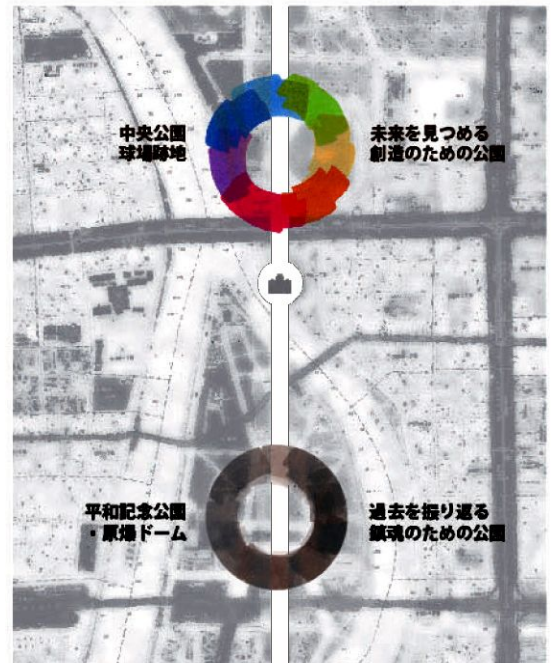 中央公園
球場跡地
未来を見つめる
創造のための公園
平和記念公園
・原爆ドーム
過去を振り返る
鎮魂のための公園